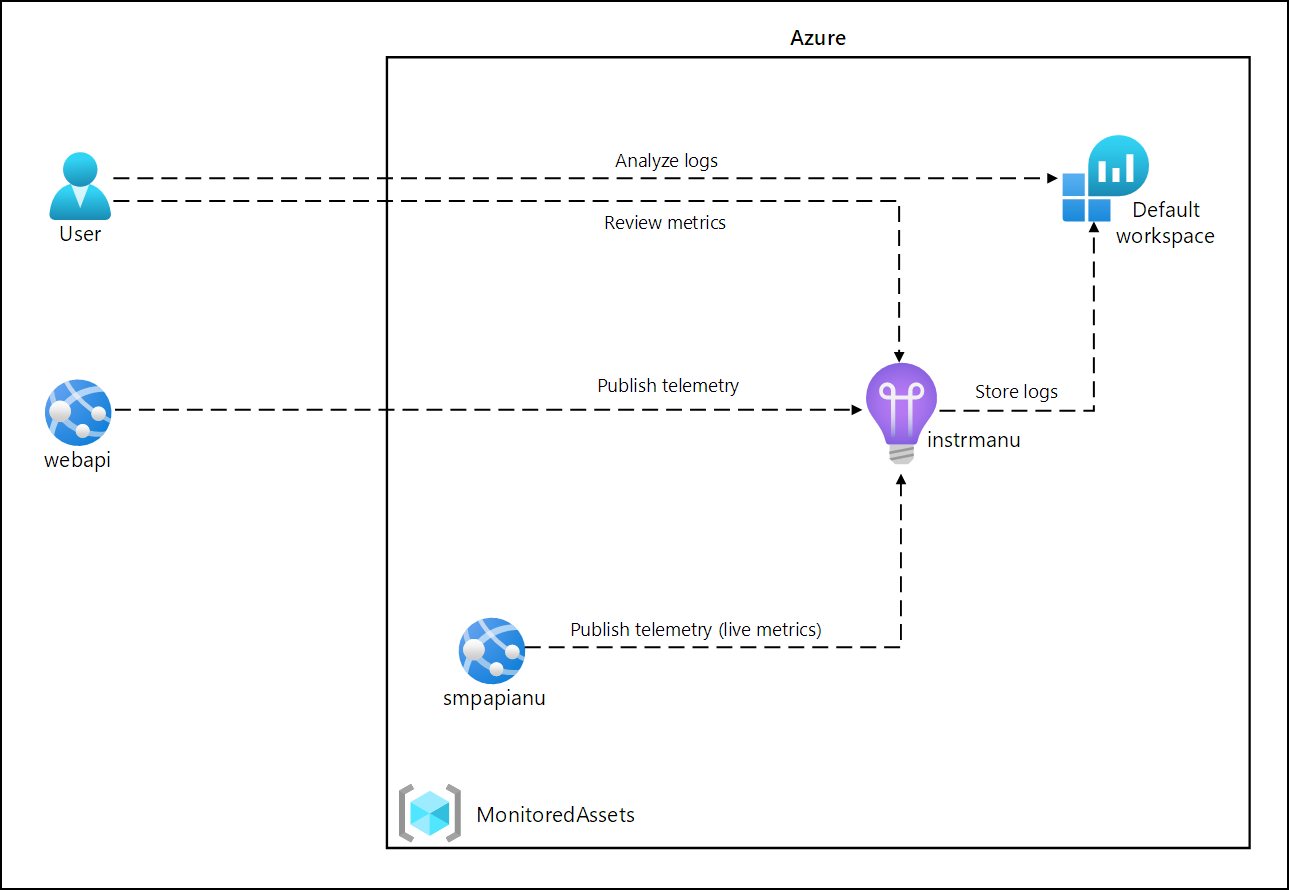 Azure
Analyze logs
User
Default
workspace
Review metrics
Publish telemetry
Store logs
webapi
instrmanu
Publish telemetry (live metrics)
smpapianu
MonitoredAssets